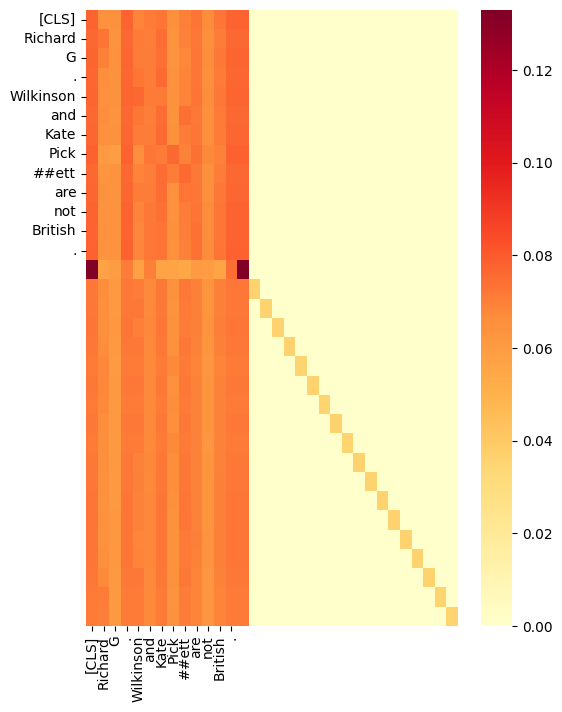 [CLS]
Richard
G
.
Wilkinson
and
Kate
Pick
##ett
are
not
British
.
0.12
0.10
0.08
0.06
0.04
0.02
0.00
[CLS]
Richard
G
.
Wilkinson
and
Kate
Pick
##ett
are
not
British
.